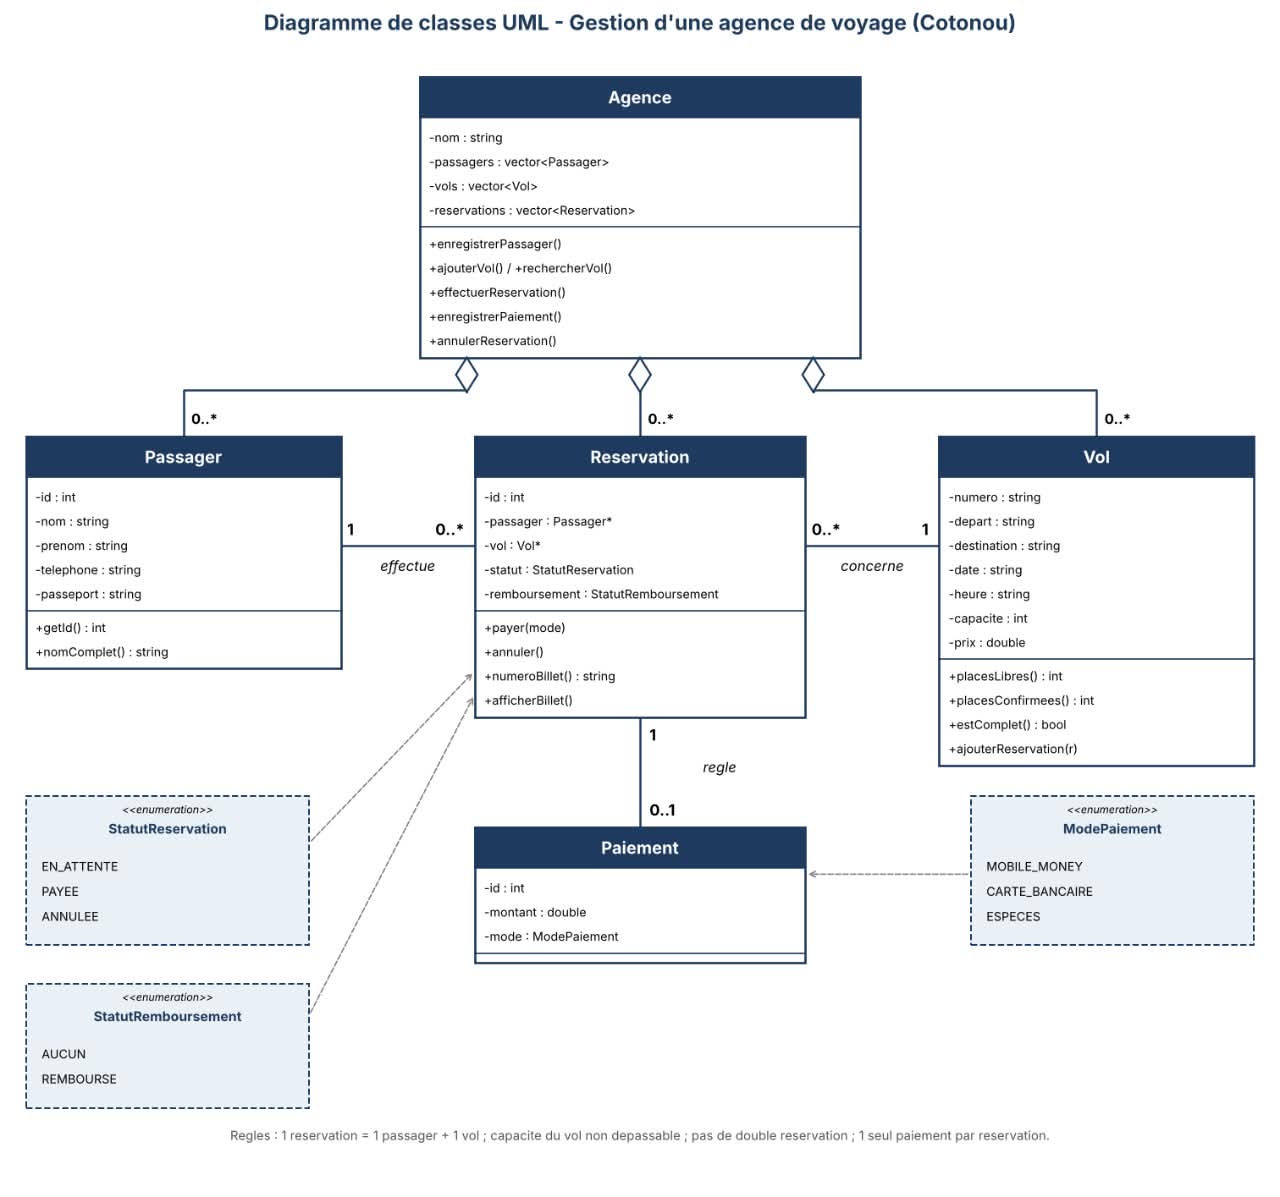 Diagramme de classes UML - Gestion d'une agence de voyage (Cotonou)
Agence
-nom : string
-passagers : vector<Passager>
-vols : vector<Vol>
-reservations : vector<Reservation>
+enregistrerPassager()
+ajouterVol() / +rechercherVol()
+effectuerReservation()
+enregistrerPaiement()
+annulerReservation()
0..*
0..*
0..*
Passager
-id : int
-nom : string
-prenom : string
-telephone : string
-passeport : string
+getId() : int
+nomComplet() : string
1
0..*
effectue
Reservation
-id : int
-passager : Passager*
-vol : Vol*
-statut : StatutReservation
-remboursement : StatutRemboursement
+payer(mode)
+annuler()
+numeroBillet() : string
+afficherBillet()
0..*
1
concerne
Vol
-numero : string
-depart : string
-destination : string
-date : string
-heure : string
-capacite : int
-prix : double
+placesLibres() : int
+placesConfirmees() : int
+estComplet() : bool
+ajouterReservation(r)
1
regle
0..1
<<enumeration>>
StatutReservation
EN_ATTENTE
PAYEE
ANNULEE
Paiement
-id : int
-montant : double
-mode : ModePaiement
<<enumeration>>
ModePaiement
MOBILE_MONEY
CARTE_BANCAIRE
ESPECES
<<enumeration>>
StatutRemboursement
AUCUN
REMBOURSE
Regles : 1 reservation = 1 passager + 1 vol ; capacite du vol non depassable ; pas de double reservation ; 1 seul paiement par reservation.